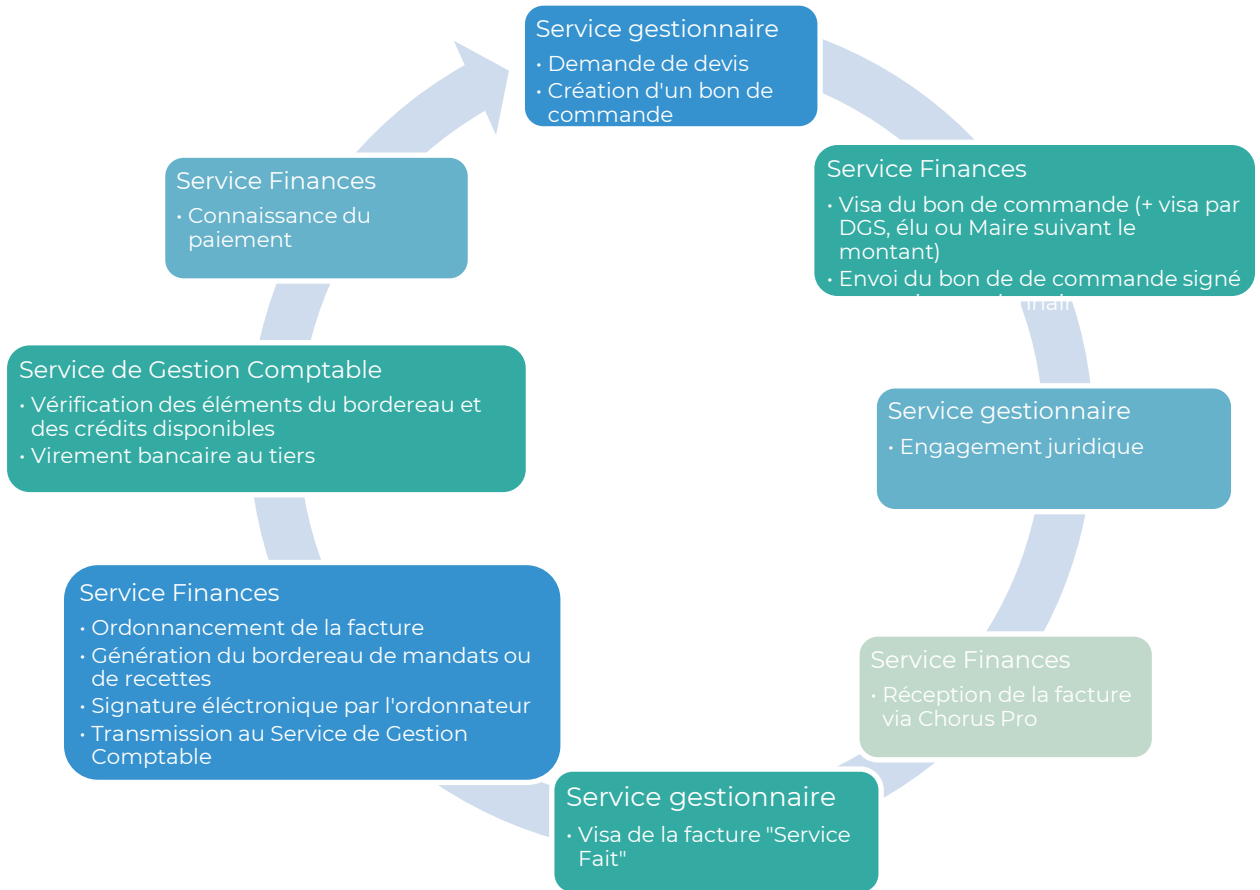 Service gestionnaire
• Demande de devis
• Création d'un bon de
commande
Service Finances
• Visa du bon de commande (+ visa par
DGS, élu ou Maire suivant le
montant)
• Envoi du bon de de commande signé
Service gestionnaire
• Engagement juridique
Service Finances
• Réception de la facture
via Chorus Pro
Service gestionnaire
• Visa de la facture "Service
Fait"
Service Finances
• Ordonnancement de la facture
• Génération du bordereau de mandats ou
de recettes
• Signature éléctronique par l'ordonnateur
• Transmission au Service de Gestion
Comptable
Service de Gestion Comptable
• Vérification des éléments du bordereau et
des crédits disponibles
• Virement bancaire au tiers
Service Finances
• Connaissance du
paiement